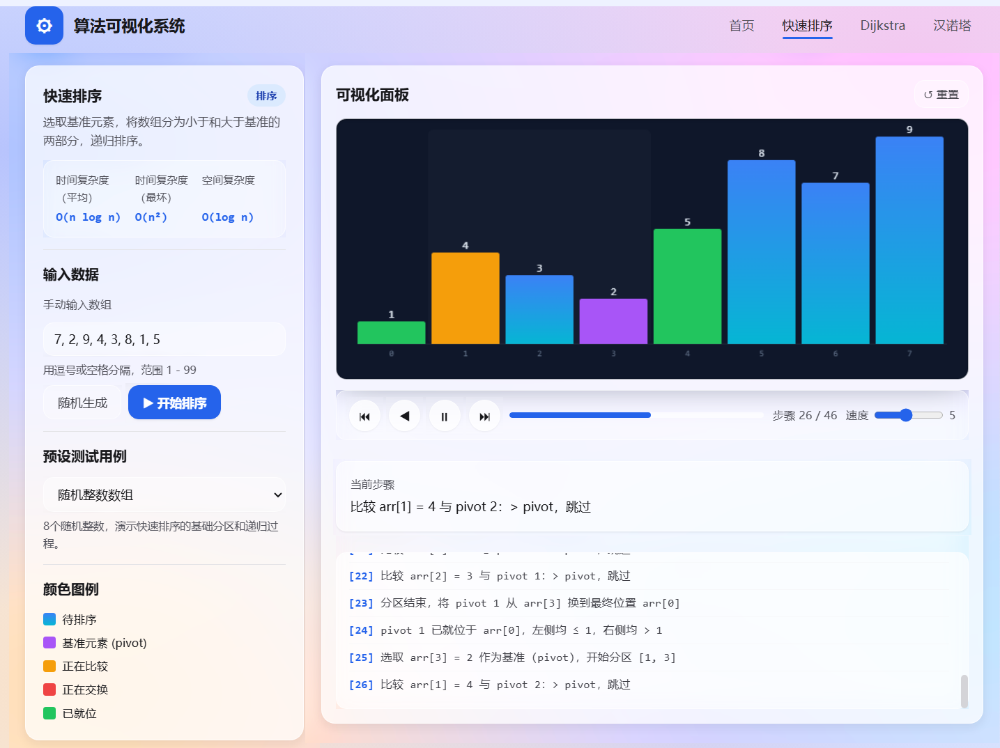 算法可视化系统
首页
快速排序
Dijkstra
汉诺塔
快速排序
排序
选取基准元素，将数组分为小于和大于基准的
两部分，递归排序。
时间复杂度
（平均）
O(n log n)
时间复杂度
（最坏）
O(n²)
空间复杂度
O(log n)
输入数据
手动输入数组
7, 2, 9, 4, 3, 8, 1, 5
用逗号或空格分隔，范围 1 - 99
随机生成
▶ 开始排序
预设测试用例
随机整数数组
8个随机整数，演示快速排序的基础分区和递归过
程。
颜色图例
待排序
基准元素 (pivot)
正在比较
正在交换
已就位
可视化面板
↺ 重置
1
4
3
2
5
8
7
9
0
1
2
3
4
5
6
7
步骤 26 / 46
速度
5
当前步骤
比较 arr[1] = 4 与 pivot 2：> pivot，跳过
[22] 比较 arr[2] = 3 与 pivot 1：> pivot，跳过
[23] 分区结束，将 pivot 1 从 arr[3] 换到最终位置 arr[0]
[24] pivot 1 已就位于 arr[0]，左侧均 ≤ 1，右侧均 > 1
[25] 选取 arr[3] = 2 作为基准 (pivot)，开始分区 [1, 3]
[26] 比较 arr[1] = 4 与 pivot 2：> pivot，跳过